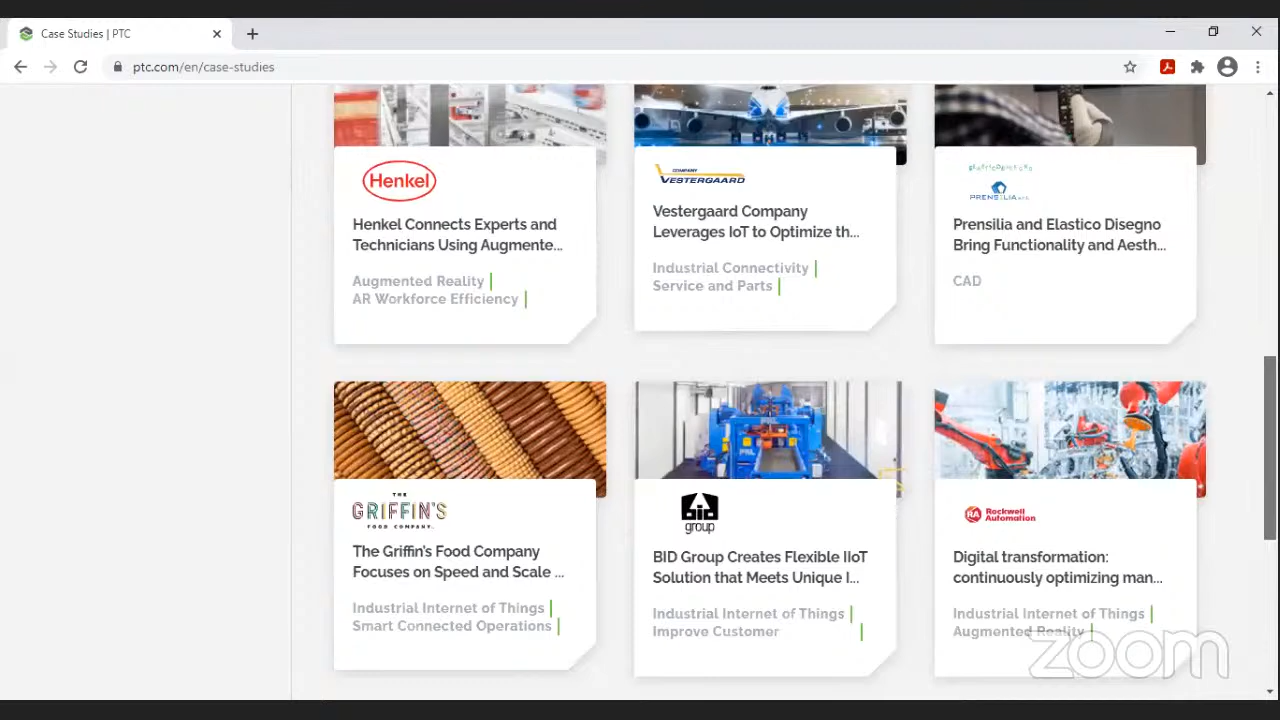 Case Studies | PTC
ptc.com/en/case-studies
Henkel
Henkel Connects Experts and
Technicians Using Augmente...
Augmented Reality
AR Workforce Efficiency
COMPANY
VESTERGAARD
Vestergaard Company
Leverages IoT to Optimize th...
Industrial Connectivity
Service and Parts
PRENSILIA
Prensilia and Elastico Disegno
Bring Functionality and Aesth...
CAD
THE
GRIFFIN'S
FOOD COMPANY
The Griffin's Food Company
Focuses on Speed and Scale ...
Industrial Internet of Things
Smart Connected Operations
bid
group
BID Group Creates Flexible IIoT
Solution that Meets Unique I...
Industrial Internet of Things
Improve Customer
RA Rockwell
Automation
Digital transformation:
continuously optimizing man...
Industrial Internet of Things
Augmented Reality
zoom